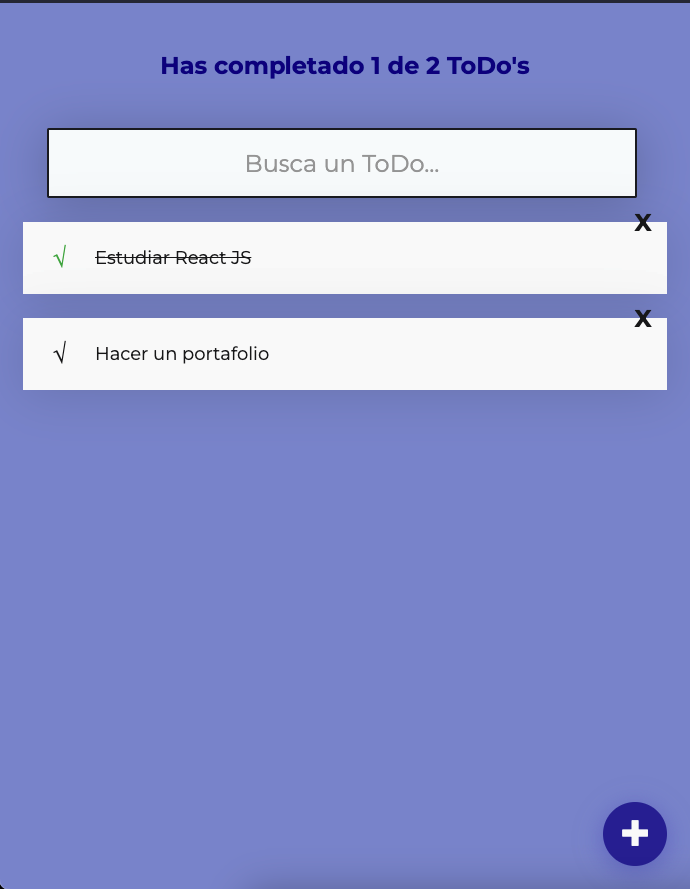 Has completado 1 de 2 ToDo's
Busca un ToDo...
X
√ Estudiar React JS
X
√ Hacer un portafolio
+